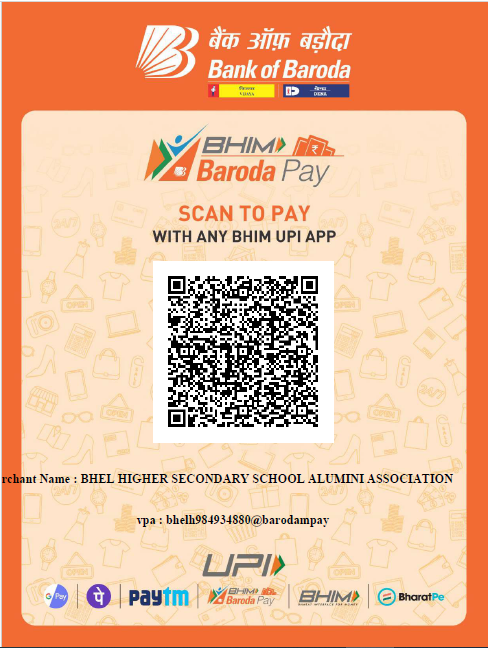 बैंक ऑफ़ बड़ौदा
Bank of Baroda
VIJAYA DENA
BHIM
Baroda Pay
SCAN TO PAY
WITH ANY BHIM UPI APP
rchant Name : BHEL HIGHER SECONDARY SCHOOL ALUMINI ASSOCIATION
vpa : bhelh984934880@barodampay
UPI
G Pay पे paytm BHIM Baroda Pay BHIM BharatPe